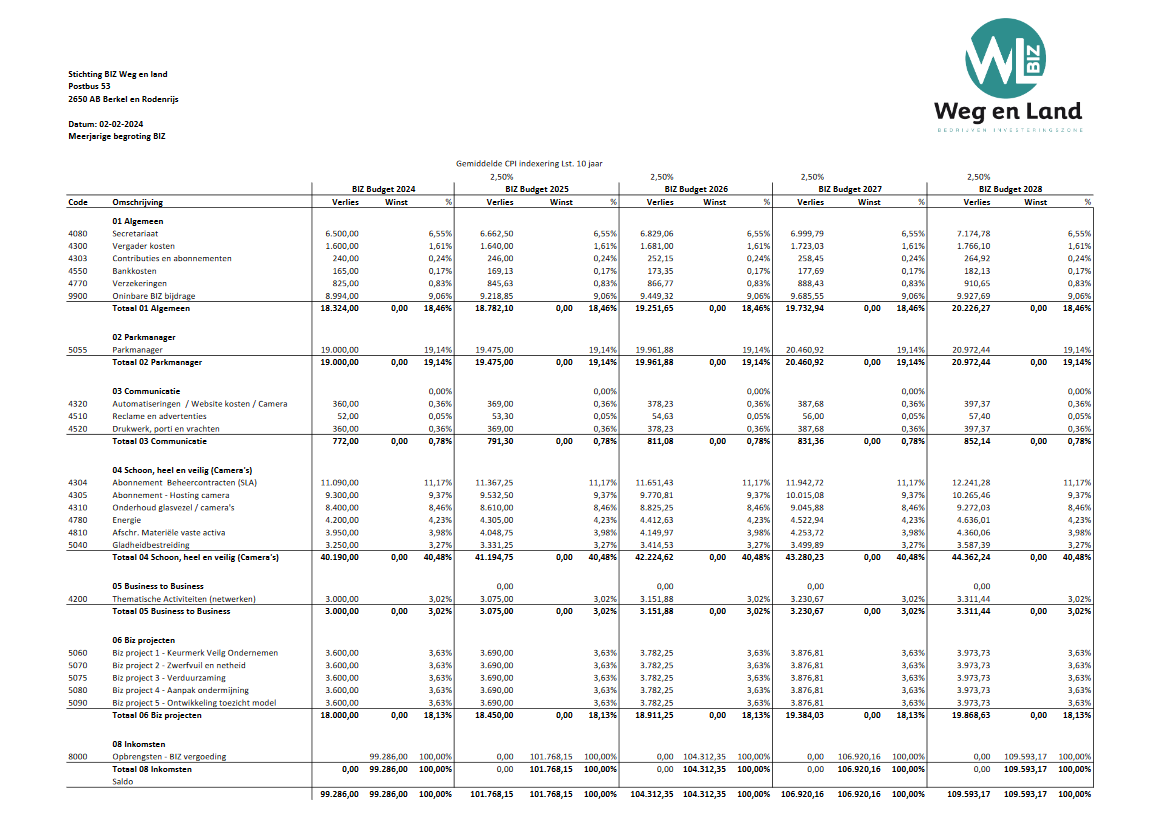 WL BIZ
Weg en Land
BEDRIJVEN INVESTERINGSZONE
Stichting BIZ Weg en land
Postbus 53
2650 AB Berkel en Rodenrijs
Datum: 02-02-2024
Meerjarige begroting BIZ
Gemiddelde CPI indexering Lst. 10 jaar
2,50% 2,50% 2,50% 2,50%
BIZ Budget 2024 BIZ Budget 2025 BIZ Budget 2026 BIZ Budget 2027 BIZ Budget 2028
Code Omschrijving Verlies Winst % Verlies Winst % Verlies Winst % Verlies Winst % Verlies Winst %
01 Algemeen
4080 Secretariaat 6.500,00 6,55% 6.662,50 6,55% 6.829,06 6,55% 6.999,79 6,55% 7.174,78 6,55%
4300 Vergader kosten 1.600,00 1,61% 1.640,00 1,61% 1.681,00 1,61% 1.723,03 1,61% 1.766,10 1,61%
4303 Contributies en abonnementen 240,00 0,24% 246,00 0,24% 252,15 0,24% 258,45 0,24% 264,92 0,24%
4550 Bankkosten 165,00 0,17% 169,13 0,17% 173,35 0,17% 177,69 0,17% 182,13 0,17%
4770 Verzekeringen 825,00 0,83% 845,63 0,83% 866,77 0,83% 888,43 0,83% 910,65 0,83%
9900 Oninbare BIZ bijdrage 8.994,00 9,06% 9.218,85 9,06% 9.449,32 9,06% 9.685,55 9,06% 9.927,69 9,06%
Totaal 01 Algemeen 18.324,00 0,00 18,46% 18.782,10 0,00 18,46% 19.251,65 0,00 18,46% 19.732,94 0,00 18,46% 20.226,27 0,00 18,46%
02 Parkmanager
5055 Parkmanager 19.000,00 19,14% 19.475,00 19,14% 19.961,88 19,14% 20.460,92 19,14% 20.972,44 19,14%
Totaal 02 Parkmanager 19.000,00 0,00 19,14% 19.475,00 0,00 19,14% 19.961,88 0,00 19,14% 20.460,92 0,00 19,14% 20.972,44 0,00 19,14%
03 Communicatie 0,00% 0,00% 0,00% 0,00% 0,00%
4320 Automatiseringen / Website kosten / Camera 360,00 0,36% 369,00 0,36% 378,23 0,36% 387,68 0,36% 397,37 0,36%
4510 Reclame en advertenties 52,00 0,05% 53,30 0,05% 54,63 0,05% 56,00 0,05% 57,40 0,05%
4520 Drukwerk, porti en vrachten 360,00 0,36% 369,00 0,36% 378,23 0,36% 387,68 0,36% 397,37 0,36%
Totaal 03 Communicatie 772,00 0,00 0,78% 791,30 0,00 0,78% 811,08 0,00 0,78% 831,36 0,00 0,78% 852,14 0,00 0,78%
04 Schoon, heel en veilig (Camera's)
4304 Abonnement Beheercontracten (SLA) 11.090,00 11,17% 11.367,25 11,17% 11.651,43 11,17% 11.942,72 11,17% 12.241,28 11,17%
4305 Abonnement - Hosting camera 9.300,00 9,37% 9.532,50 9,37% 9.770,81 9,37% 10.015,08 9,37% 10.265,46 9,37%
4310 Onderhoud glasvezel / camera's 8.400,00 8,46% 8.610,00 8,46% 8.825,25 8,46% 9.045,88 8,46% 9.272,03 8,46%
4780 Energie 4.200,00 4,23% 4.305,00 4,23% 4.412,63 4,23% 4.522,94 4,23% 4.636,01 4,23%
4810 Afschr. Materiële vaste activa 3.950,00 3,98% 4.048,75 3,98% 4.149,97 3,98% 4.253,72 3,98% 4.360,06 3,98%
5040 Gladheidbestreiding 3.250,00 3,27% 3.331,25 3,27% 3.414,53 3,27% 3.499,89 3,27% 3.587,39 3,27%
Totaal 04 Schoon, heel en veilig (Camera's) 40.190,00 0,00 40,48% 41.194,75 0,00 40,48% 42.224,62 0,00 40,48% 43.280,23 0,00 40,48% 44.362,24 0,00 40,48%
05 Business to Business 0,00 0,00 0,00 0,00
4200 Thematische Activiteiten (netwerken) 3.000,00 3,02% 3.075,00 3,02% 3.151,88 3,02% 3.230,67 3,02% 3.311,44 3,02%
Totaal 05 Business to Business 3.000,00 0,00 3,02% 3.075,00 0,00 3,02% 3.151,88 0,00 3,02% 3.230,67 0,00 3,02% 3.311,44 0,00 3,02%
06 Biz projecten
5060 Biz project 1 - Keurmerk Veilg Ondernemen 3.600,00 3,63% 3.690,00 3,63% 3.782,25 3,63% 3.876,81 3,63% 3.973,73 3,63%
5070 Biz project 2 - Zwerfvuil en netheid 3.600,00 3,63% 3.690,00 3,63% 3.782,25 3,63% 3.876,81 3,63% 3.973,73 3,63%
5075 Biz project 3 - Verduurzaming 3.600,00 3,63% 3.690,00 3,63% 3.782,25 3,63% 3.876,81 3,63% 3.973,73 3,63%
5080 Biz project 4 - Aanpak ondermijning 3.600,00 3,63% 3.690,00 3,63% 3.782,25 3,63% 3.876,81 3,63% 3.973,73 3,63%
5090 Biz project 5 - Ontwikkeling toezicht model 3.600,00 3,63% 3.690,00 3,63% 3.782,25 3,63% 3.876,81 3,63% 3.973,73 3,63%
Totaal 06 Biz projecten 18.000,00 0,00 18,13% 18.450,00 0,00 18,13% 18.911,25 0,00 18,13% 19.384,03 0,00 18,13% 19.868,63 0,00 18,13%
08 Inkomsten
8000 Opbrengsten - BIZ vergoeding 99.286,00 100,00% 0,00 101.768,15 100,00% 0,00 104.312,35 100,00% 0,00 106.920,16 100,00% 0,00 109.593,17 100,00%
Totaal 08 Inkomsten 0,00 99.286,00 100,00% 0,00 101.768,15 100,00% 0,00 104.312,35 100,00% 0,00 106.920,16 100,00% 0,00 109.593,17 100,00%
Saldo
99.286,00 99.286,00 100,00% 101.768,15 101.768,15 100,00% 104.312,35 104.312,35 100,00% 106.920,16 106.920,16 100,00% 109.593,17 109.593,17 100,00%